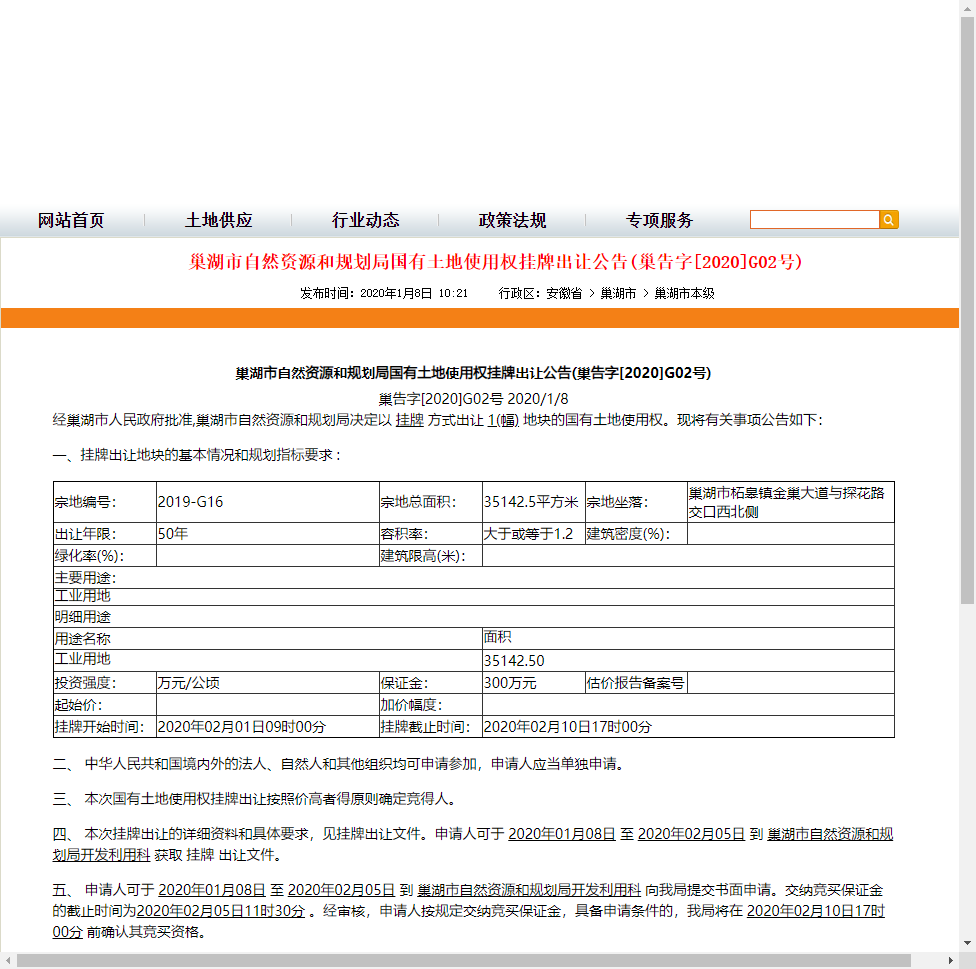 网站首页 土地供应 行业动态 政策法规 专项服务
巢湖市自然资源和规划局国有土地使用权挂牌出让公告(巢告字[2020]G02号)
发布时间：2020年1月8日 10:21 行政区：安徽省 > 巢湖市 > 巢湖市本级
巢湖市自然资源和规划局国有土地使用权挂牌出让公告(巢告字[2020]G02号)
巢告字[2020]G02号 2020/1/8
经巢湖市人民政府批准,巢湖市自然资源和规划局决定以 挂牌 方式出让 1(幅) 地块的国有土地使用权。现将有关事项公告如下：
一、挂牌出让地块的基本情况和规划指标要求：
宗地编号： 2019-G16 宗地总面积： 35142.5平方米 宗地坐落： 巢湖市柘皋镇金巢大道与探花路
交口西北侧
出让年限： 50年 容积率： 大于或等于1.2 建筑密度(%)：
绿化率(%)： 建筑限高(米)：
主要用途：
工业用地
明细用途
用途名称 面积
工业用地 35142.50
投资强度： 万元/公顷 保证金： 300万元 估价报告备案号
起始价： 加价幅度：
挂牌开始时间： 2020年02月01日09时00分 挂牌截止时间： 2020年02月10日17时00分
二、 中华人民共和国境内外的法人、自然人和其他组织均可申请参加，申请人应当单独申请。
三、 本次国有土地使用权挂牌出让按照价高者得原则确定竞得人。
四、 本次挂牌出让的详细资料和具体要求，见挂牌出让文件。申请人可于 2020年01月08日 至 2020年02月05日 到 巢湖市自然资源和规
划局开发利用科 获取 挂牌 出让文件。
五、 申请人可于 2020年01月08日 至 2020年02月05日 到 巢湖市自然资源和规划局开发利用科 向我局提交书面申请。交纳竞买保证金
的截止时间为2020年02月05日11时30分 。经审核，申请人按规定交纳竞买保证金，具备申请条件的，我局将在 2020年02月10日17时
00分 前确认其竞买资格。